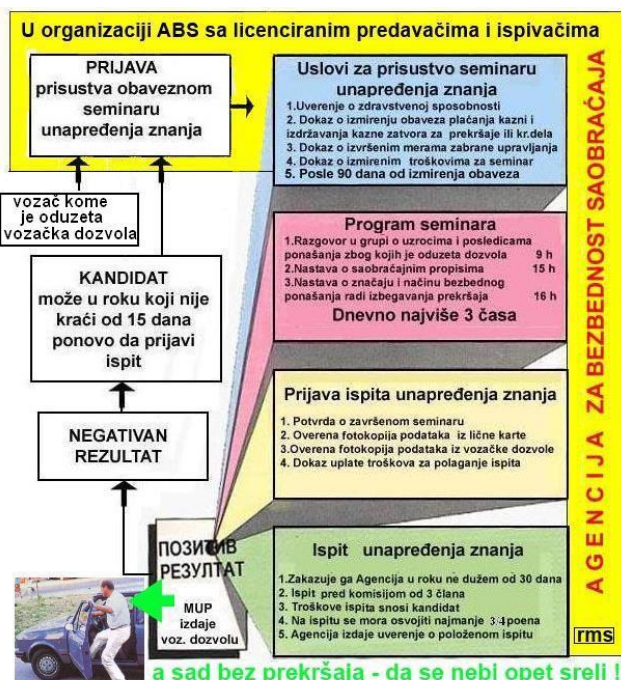 U organizaciji ABS sa licenciranim predavačima i ispivačima
PRIJAVA
prisustva obaveznom
seminaru
unapređenja znanja
Uslovi za prisustvo seminaru
unapređenja znanja
1.Uverenje o zdravstvenoj sposobnosti
2. Dokaz o izmirenju obaveza plaćanja kazni i
izdržavanja kazne zatvora za prekršaje ili kr.dela
3. Dokaz o izvršenim merama zabrane upravljanja
4. Dokaz o izmirenim troškovima za seminar
5. Posle 90 dana od izmirenja obaveza
vozač kome
je oduzeta
vozačka dozvola
Program seminara
1.Razgovor u grupi o uzrocima i posledicama
ponašanja zbog kojih je oduzeta dozvola 9 h
2.Nastava o saobraćajnim propisima 15 h
3.Nastava o značaju i načinu bezbednog
ponašanja radi izbegavanja prekršaja 16 h
Dnevno najviše 3 časa
KANDIDAT
može u roku koji nije
kraći od 15 dana
ponovo da prijavi
ispit
Prijava ispita unapređenja znanja
1. Potvrda o završenom seminaru
2. Overena fotokopija podataka iz lične karte
3.Overena fotokopija podataka iz vozačke dozvole
4. Dokaz uplate troškova za polaganje ispita
NEGATIVAN
REZULTAT
ПОЗИТИВ
РЕЗУЛТАТ
MUP
izdaje
voz. dozvolu
Ispit unapređenja znanja
1.Zakazuje ga Agencija u roku ne dužem od 30 dana
2. Ispit pred komisijom od 3 člana
3. Troškove ispita snosi kandidat
4. Na ispitu se mora osvojiti najmanje 3/4 poena
5. Agencija izdaje uverenje o položenom ispitu
AGENCIJA ZA BEZBEDNOST SAOBRAĆAJA
rms
a sad bez prekršaja - da se nebi opet sreli !